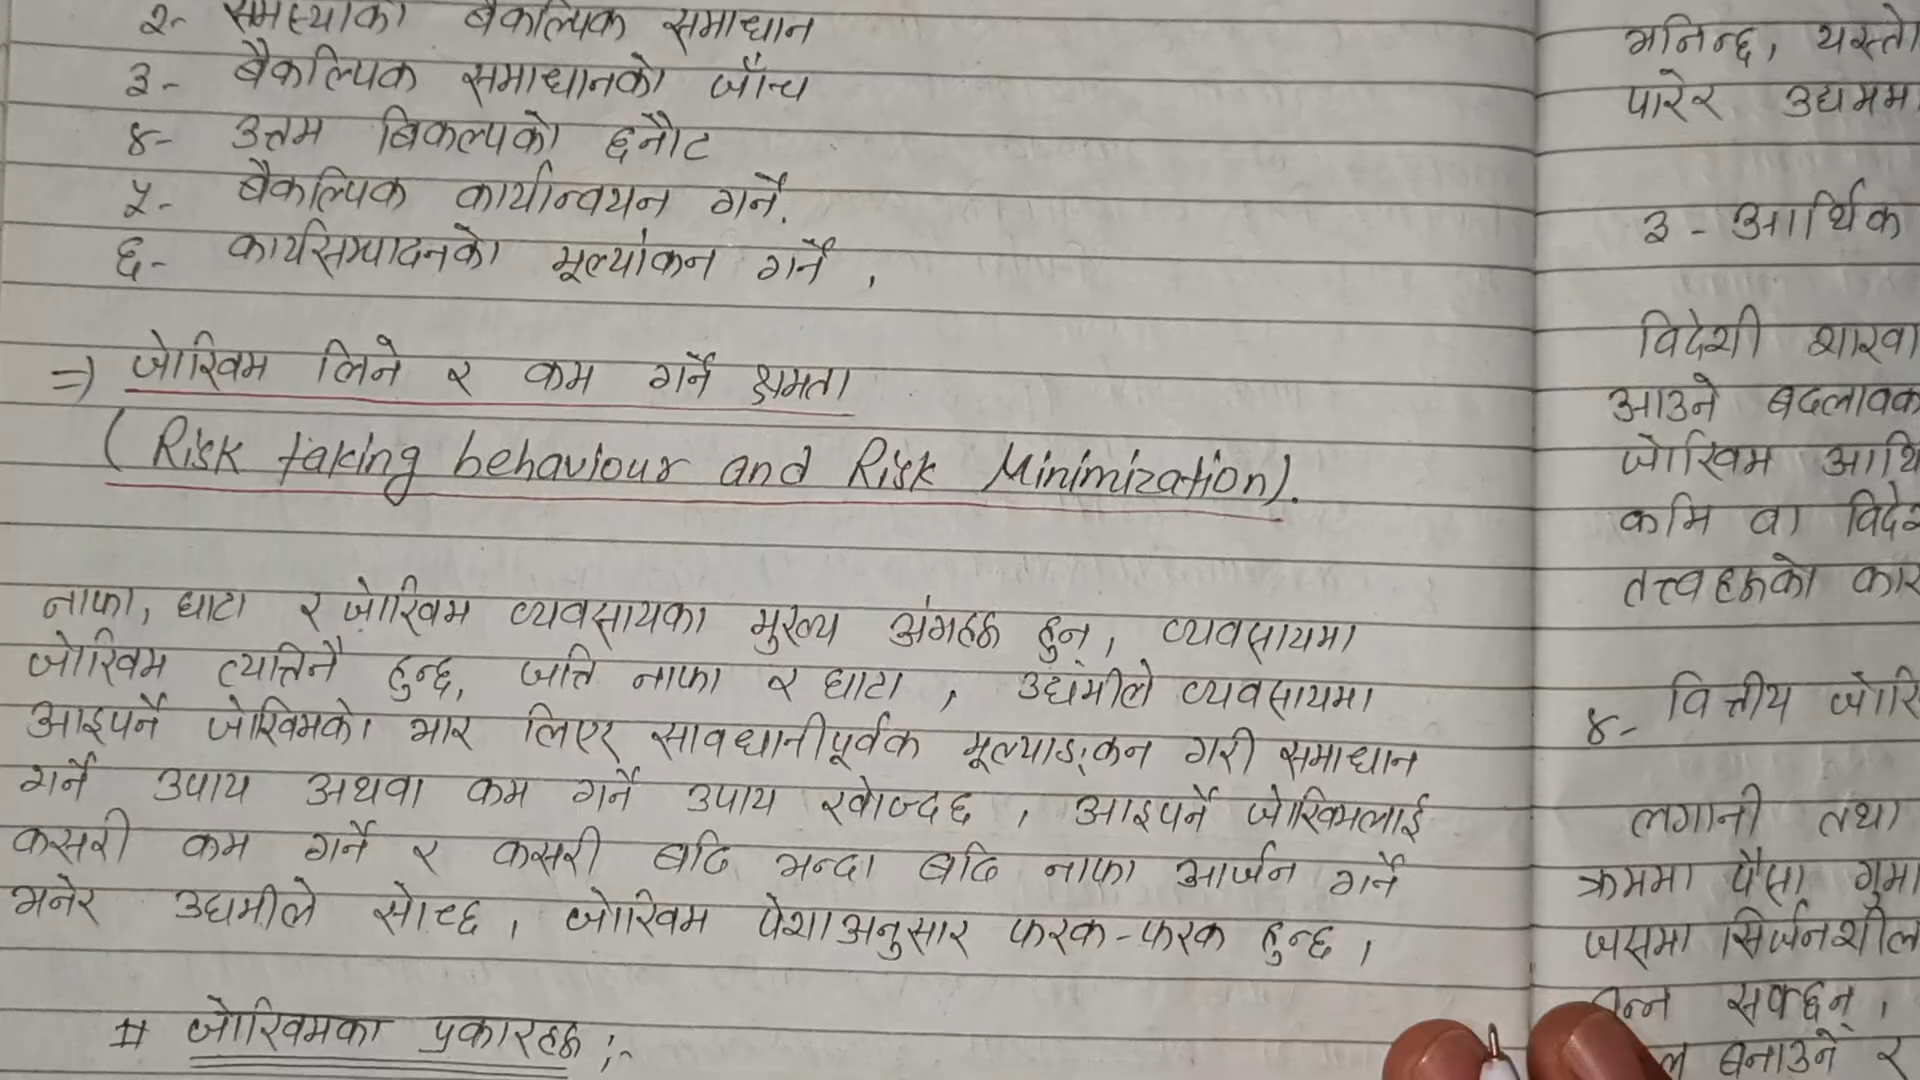 २- समस्याको बैकल्पिक समाधान
३- बैकल्पिक समाधानको जाँच
४- उत्तम बिकल्पको छनौट
५- बैकल्पिक कार्यान्वयन गर्ने.
६- कार्यसम्पादनको मूल्यांकन गर्ने ,
=) जोखिम लिने र कम गर्ने क्षमता
(Risk taking behaviour and Risk Minimization).
नाफा, घाटा र जोखिम व्यवसायका मुख्य अंगहरू हुन्, व्यवसायमा
जोखिम त्यत्तिनै हुन्छ, जति नाफा र घाटा , उद्यमीले व्यवसायमा
आइपर्ने जोखिमको भार लिएर सावधानीपूर्वक मूल्याङ्कन गरी समाधान
गर्ने उपाय अथवा कम गर्ने उपाय खोज्दछ , आइपर्ने जोखिमलाई
कसरी कम गर्ने र कसरी बढि भन्दा बढि नाफा आर्जन गर्ने
भनेर उद्यमीले सोच्छ , जोखिम पेशाअनुसार फरक-फरक हुन्छ ,
# जोखिमका प्रकारहरू ;-
भनिन्छ, यस्तो
पारेर उद्यमम
३- आर्थिक
विदेशी शाखा
आउने बदलावक
जोखिम आर्थि
कमि वा विदेश
तत्त्वहरूको कार
४- वित्तीय जोरि
लगानी तथा
क्रममा पैसा गुमा
जसमा सिर्जनशील
सक्छन्,
बनाउने र